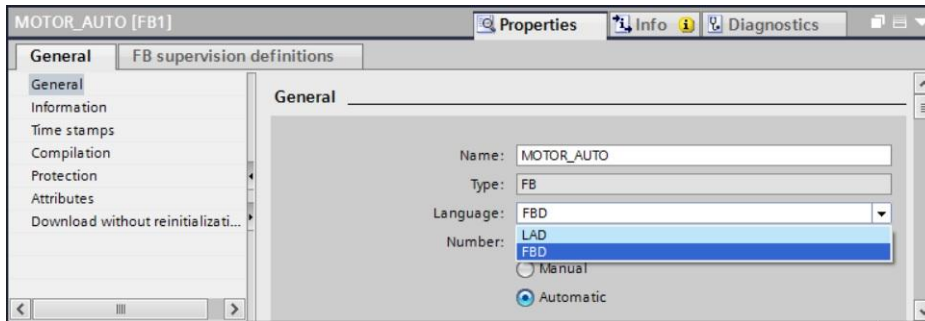 MOTOR_AUTO [FB1]
Properties
Info
Diagnostics
General
FB supervision definitions
General
Information
Time stamps
Compilation
Protection
Attributes
Download without reinitializati...
General
Name: MOTOR_AUTO
Type: FB
Language: FBD
LAD
FBD
Number:
Manual
Automatic